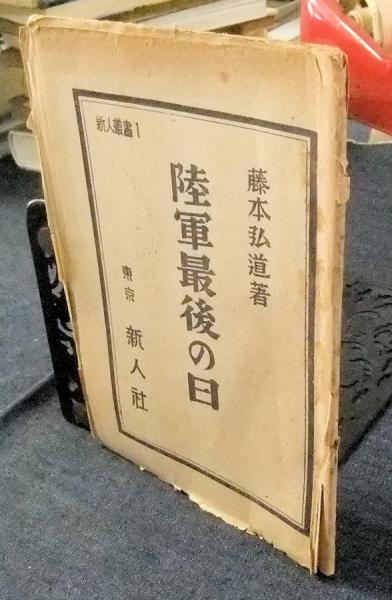 新人叢書1
藤本弘道著
陸軍最後の日
東京 新人社